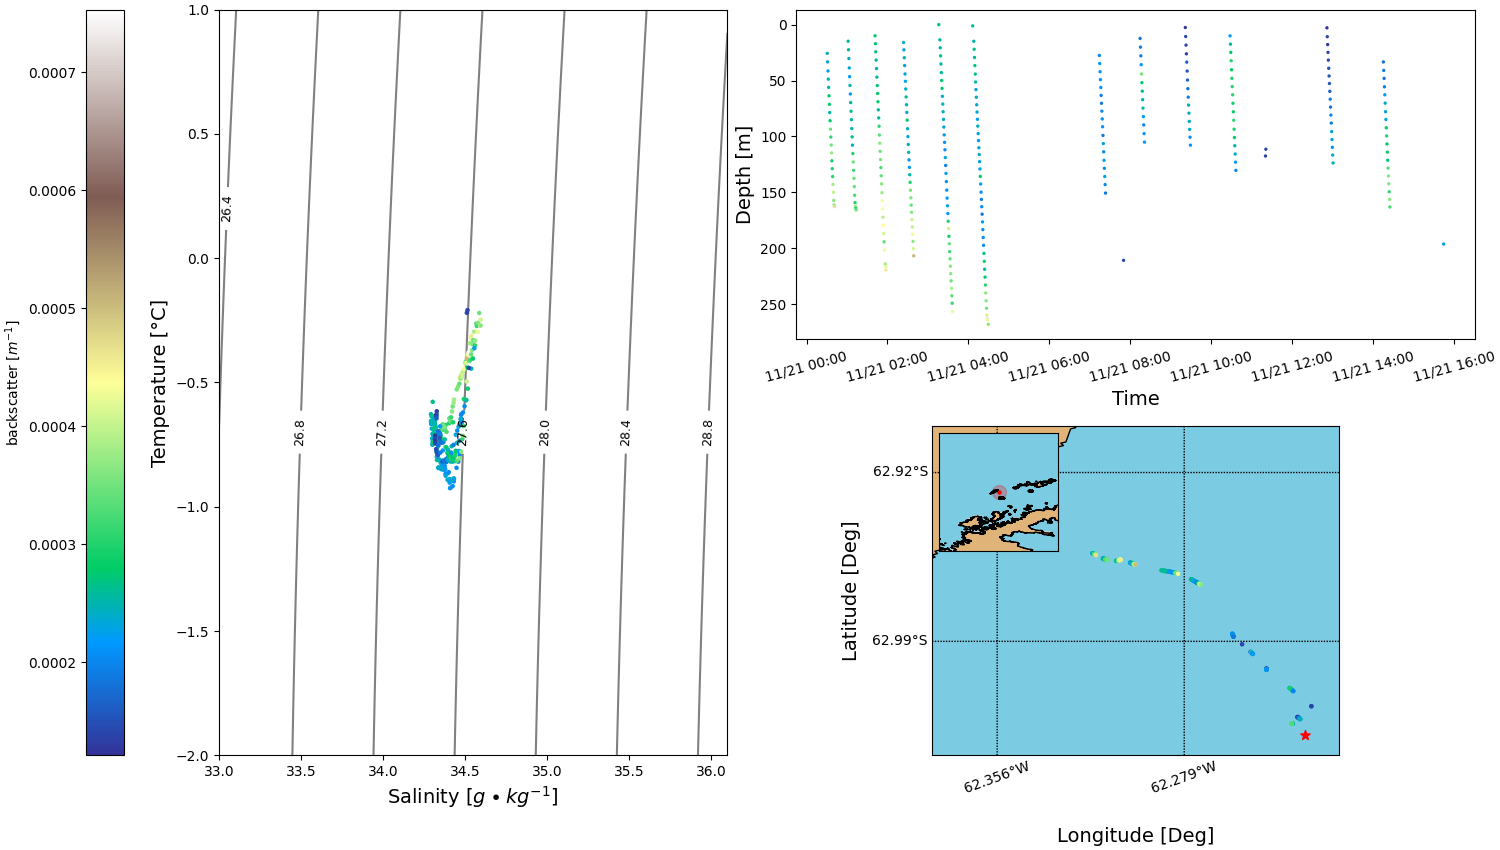 backscatter [m⁻¹]
0.0007
0.0006
0.0005
0.0004
0.0003
0.0002
Temperature [°C]
1.0
0.5
0.0
−0.5
−1.0
−1.5
−2.0
26.4
26.8
27.2
27.6
28.0
28.4
28.8
33.0 33.5 34.0 34.5 35.0 35.5 36.0
Salinity [g • kg⁻¹]
Depth [m]
0
50
100
150
200
250
11/21 00:00 11/21 02:00 11/21 04:00 11/21 06:00 11/21 08:00 11/21 10:00 11/21 12:00 11/21 14:00 11/21 16:00
Time
Latitude [Deg]
62.92°S
62.99°S
62.356°W 62.279°W
Longitude [Deg]